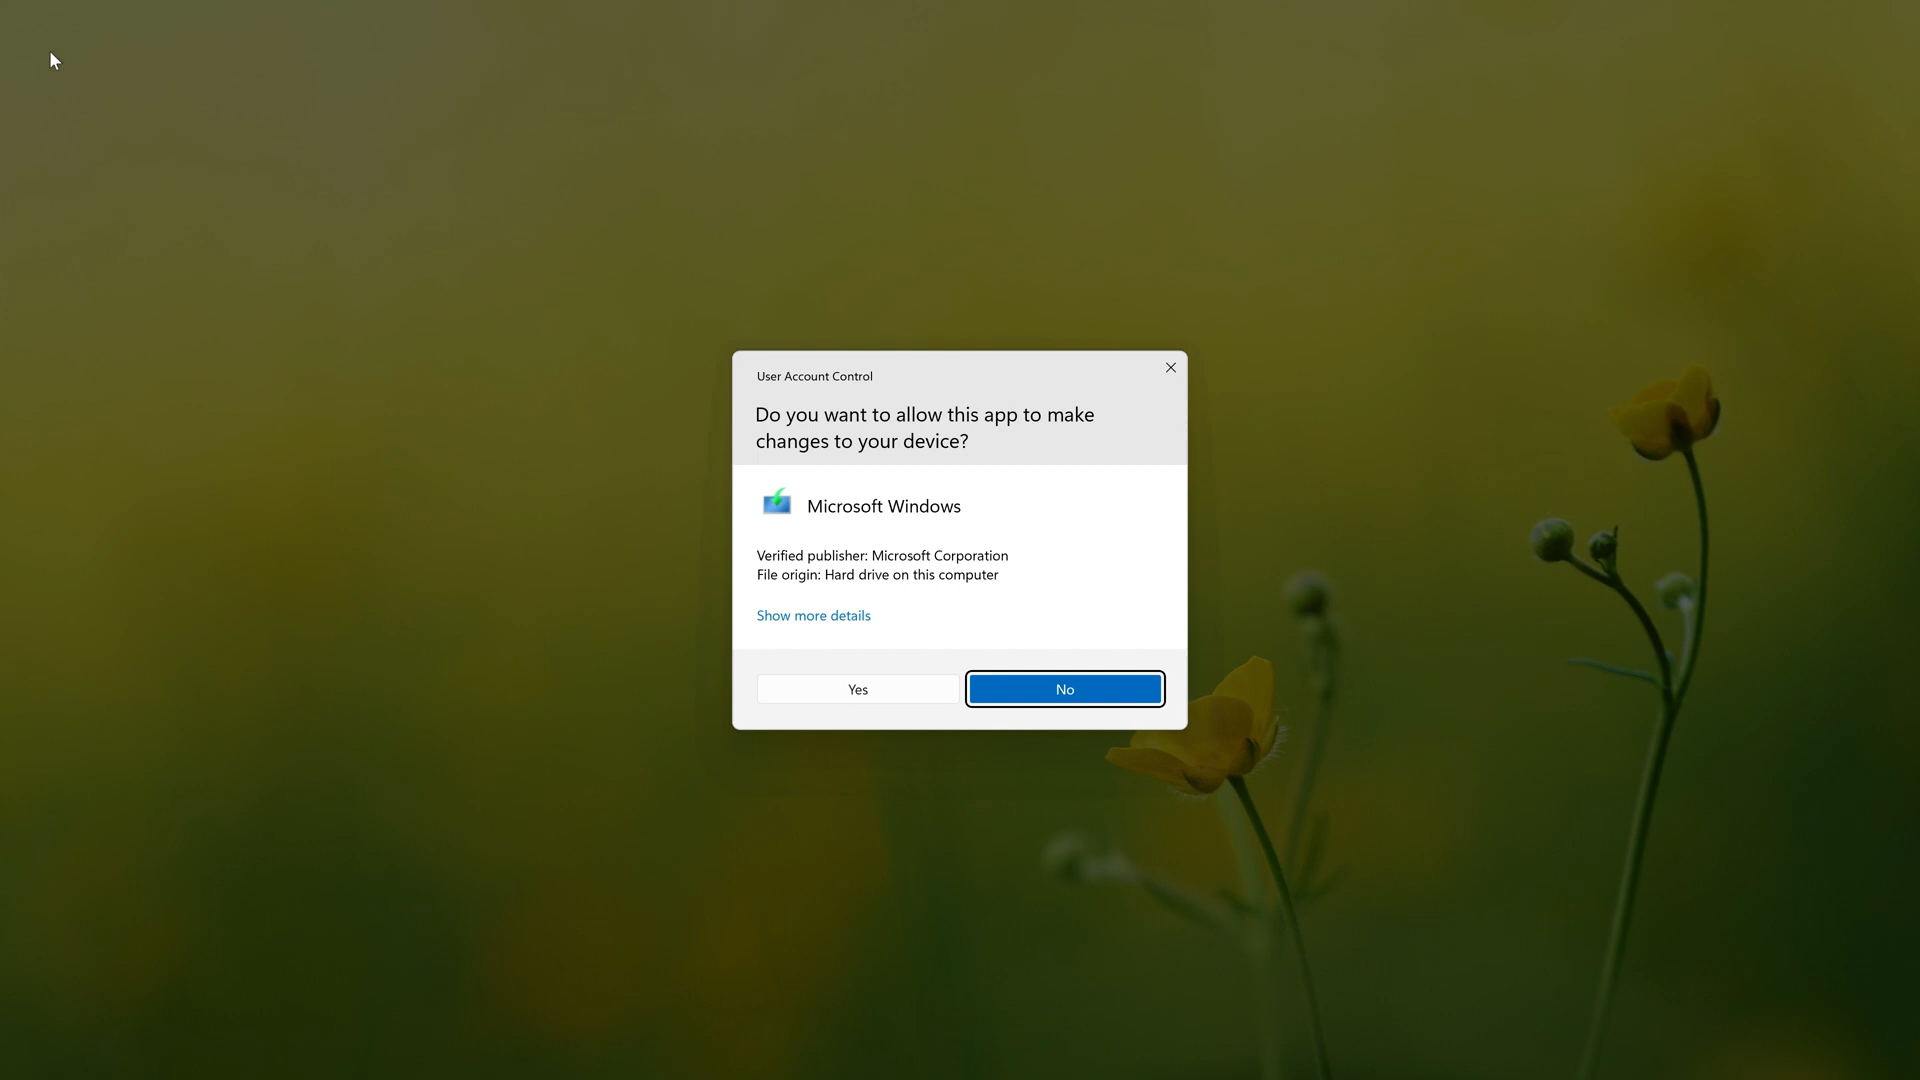 User Account Control
Do you want to allow this app to make
changes to your device?
Microsoft Windows
Verified publisher: Microsoft Corporation
File origin: Hard drive on this computer
Show more details
Yes
No